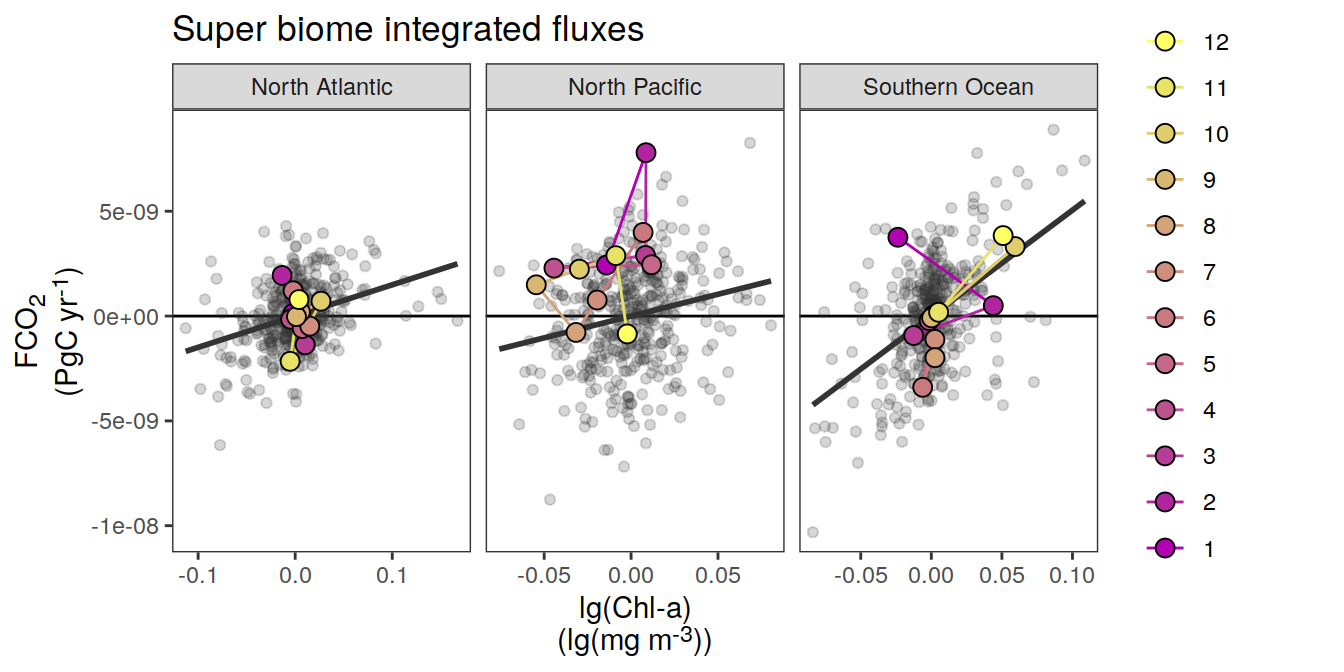 Super biome integrated fluxes
North Atlantic
North Pacific
Southern Ocean
FCO₂
(PgC yr⁻¹)
5e-09
0e+00
-5e-09
-1e-08
-0.1 0.0 0.1
-0.05 0.00 0.05
-0.05 0.00 0.05 0.10
lg(Chl-a)
(lg(mg m⁻³))
12
11
10
9
8
7
6
5
4
3
2
1